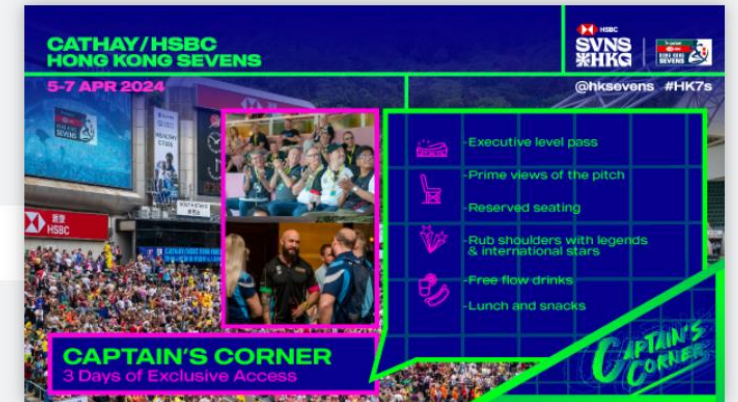 CATHAY/HSBC
HONG KONG SEVENS
5-7 APR 2024
HSBC
SVNS
HKG
@hksevens #HK7s
HSBC
-Executive level pass
-Prime views of the pitch
-Reserved seating
-Rub shoulders with legends
& international stars
-Free flow drinks
-Lunch and snacks
CAPTAIN'S CORNER
3 Days of Exclusive Access
CAPTAIN'S
CORNER